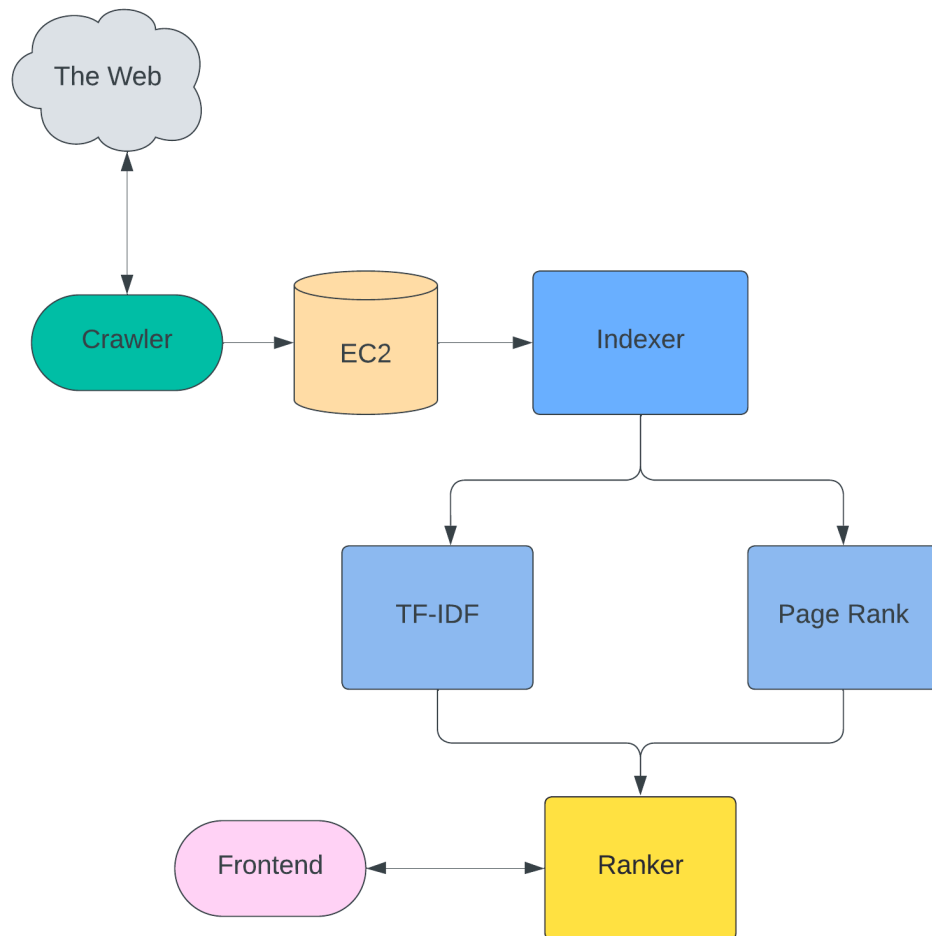 The Web
Crawler
EC2
Indexer
TF-IDF
Page Rank
Frontend
Ranker